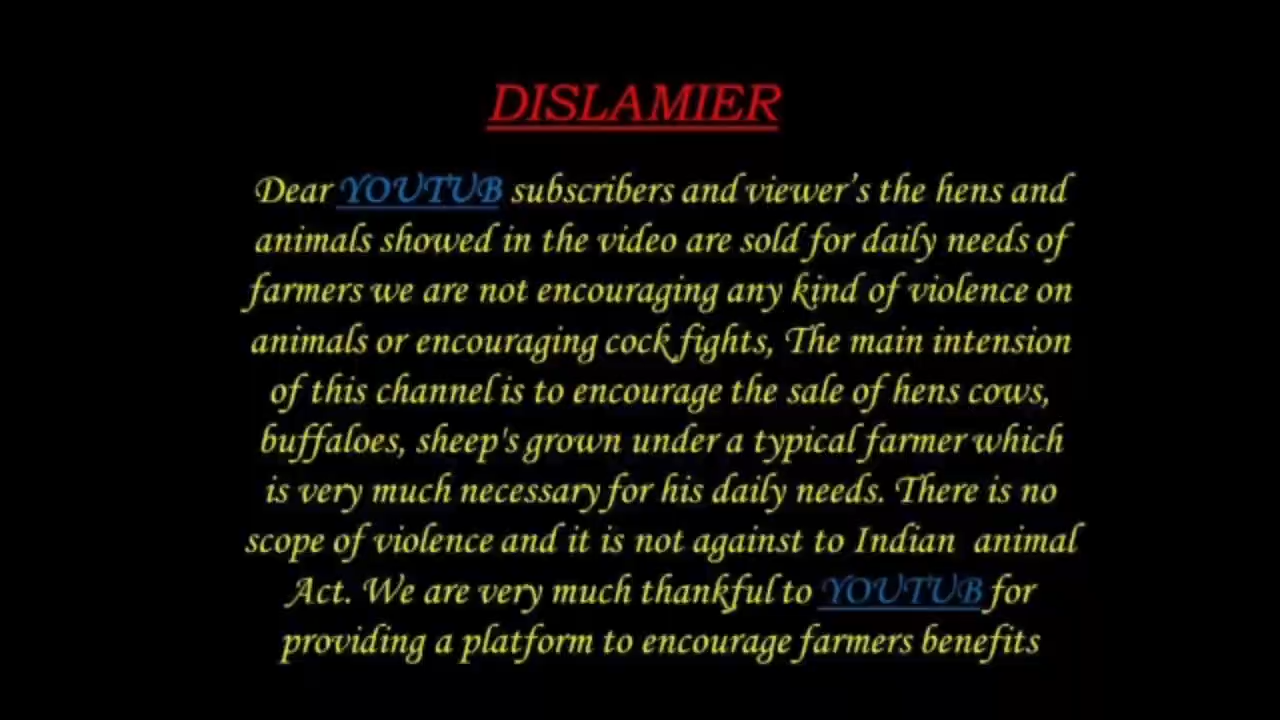 DISLAMIER
Dear YOUTUB subscribers and viewer's the hens and
animals showed in the video are sold for daily needs of
farmers we are not encouraging any kind of violence on
animals or encouraging cock fights, The main intension
of this channel is to encourage the sale of hens cows,
buffaloes, sheep's grown under a typical farmer which
is very much necessary for his daily needs. There is no
scope of violence and it is not against to Indian animal
Act. We are very much thankful to YOUTUB for
providing a platform to encourage farmers benefits